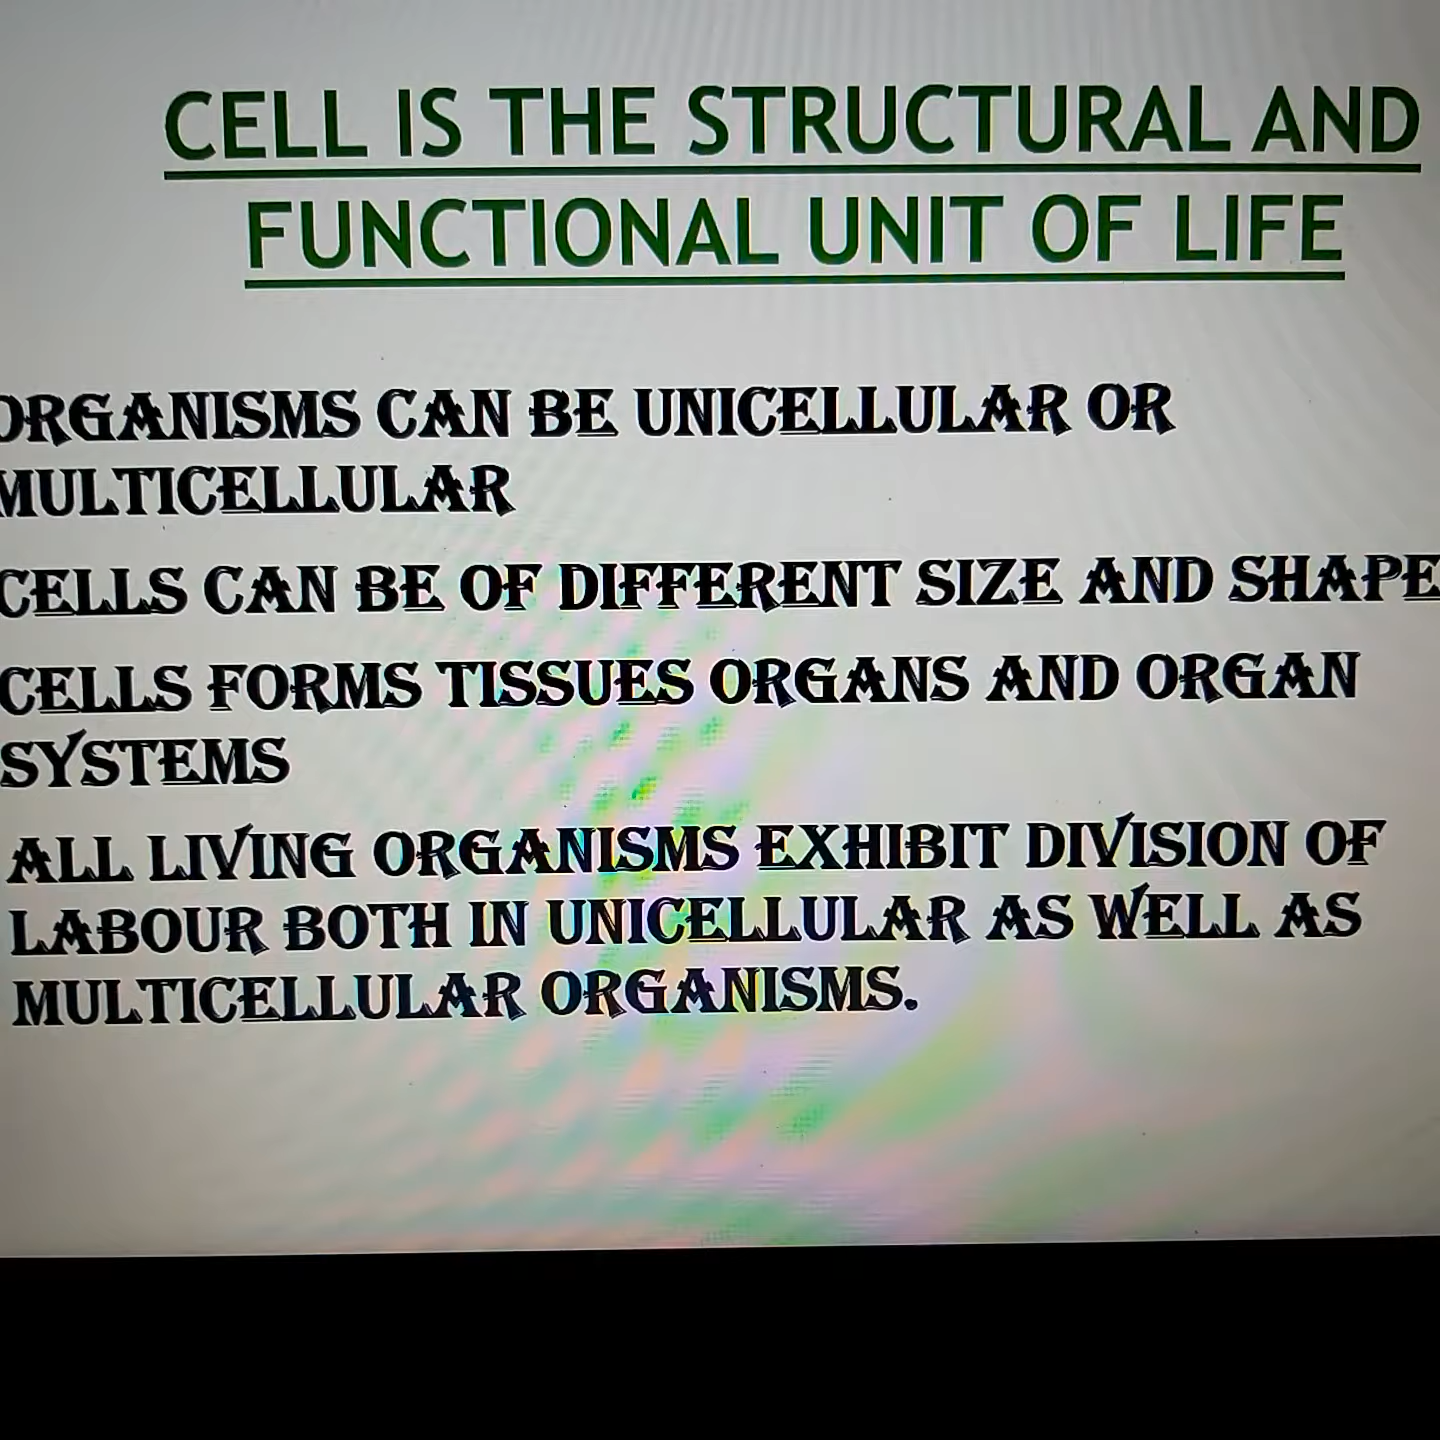 CELL IS THE STRUCTURAL AND
FUNCTIONAL UNIT OF LIFE
ORGANISMS CAN BE UNICELLULAR OR
MULTICELLULAR
CELLS CAN BE OF DIFFERENT SIZE AND SHAPE
CELLS FORMS TISSUES ORGANS AND ORGAN
SYSTEMS
ALL LIVING ORGANISMS EXHIBIT DIVISION OF
LABOUR BOTH IN UNICELLULAR AS WELL AS
MULTICELLULAR ORGANISMS.